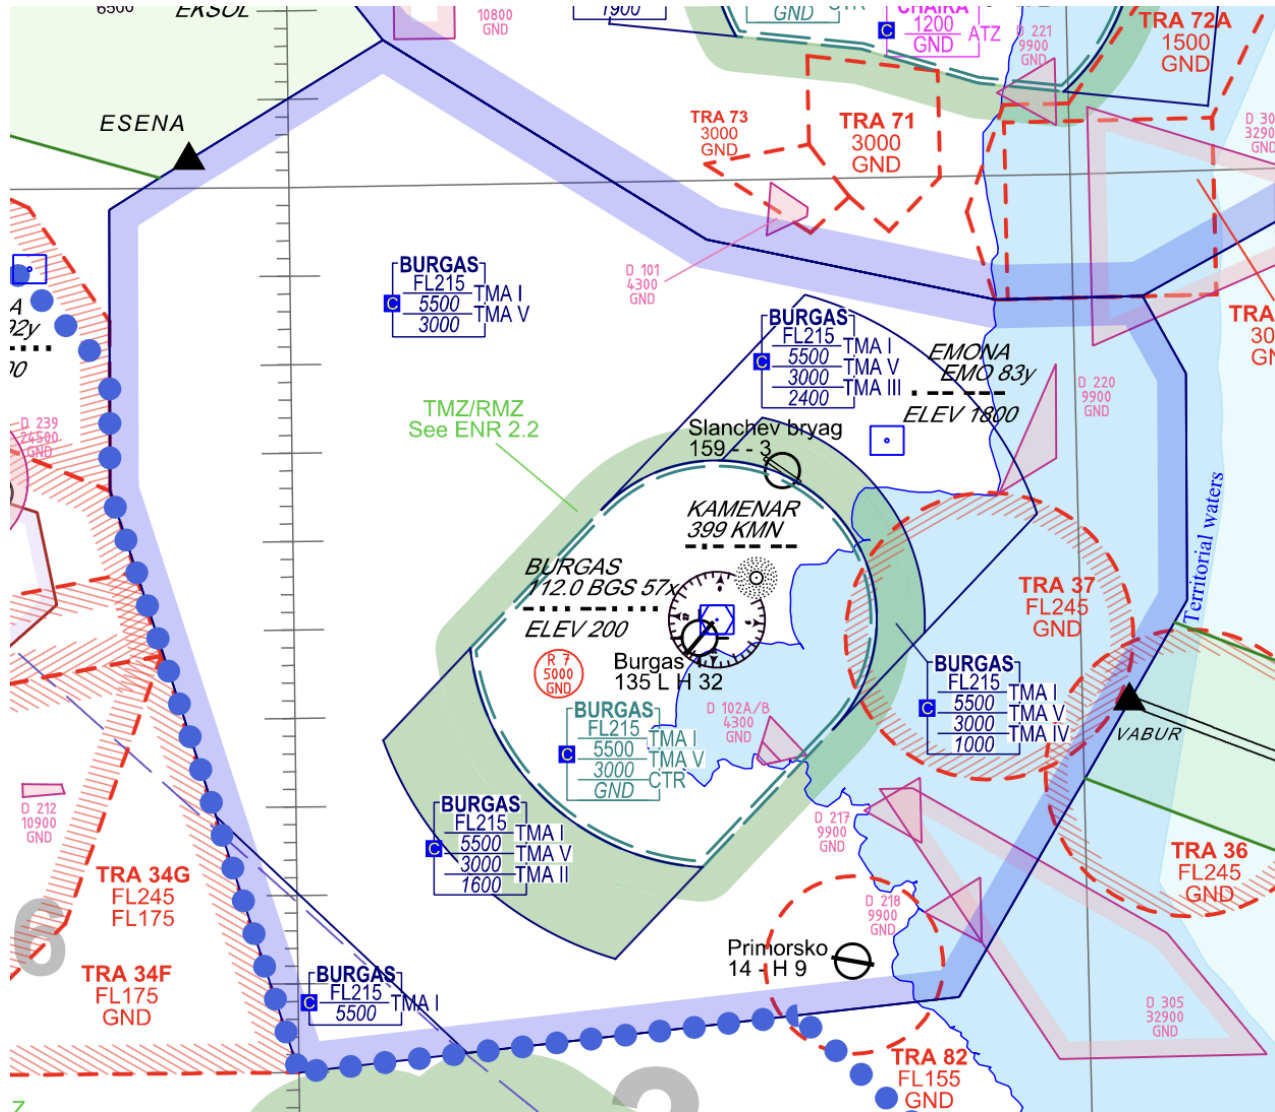 6500
EKSOL
10800
GND
1900
GND
CTR
CHAIKA
1200
GND
ATZ
C
D 221
9900
GND
TRA 72A
1500
GND
ESENA
TRA 73
3000
GND
TRA 71
3000
GND
D 30
32900
GND
D 101
4300
GND
BURGAS
FL215
5500
3000
TMA I
TMA V
C
A
92y
00
TRA
30
GN
BURGAS
FL215
5500
3000
2400
TMA I
TMA V
TMA III
C
EMONA
EMO 83y
ELEV 1800
D 220
9900
GND
TMZ/RMZ
See ENR 2.2
D 239
24500
GND
Slanchev bryag
159 - - 3
KAMENAR
399 KMN
Territorial waters
BURGAS
112.0 BGS 57x
ELEV 200
TRA 37
FL245
GND
R 7
5000
GND
Burgas
135 L H 32
BURGAS
FL215
5500
3000
1000
TMA I
TMA V
TMA IV
C
VABUR
D 102A/B
4300
GND
BURGAS
FL215
5500
3000
GND
TMA I
TMA V
CTR
C
D 212
10900
GND
BURGAS
FL215
5500
3000
1600
TMA I
TMA V
TMA II
C
D 217
9900
GND
TRA 36
FL245
GND
TRA 34G
FL245
FL175
D 218
9900
GND
6
Primorsko
14 - H 9
TRA 34F
FL175
GND
BURGAS
FL215
5500
TMA I
C
D 305
32900
GND
TRA 82
FL155
GND
Z